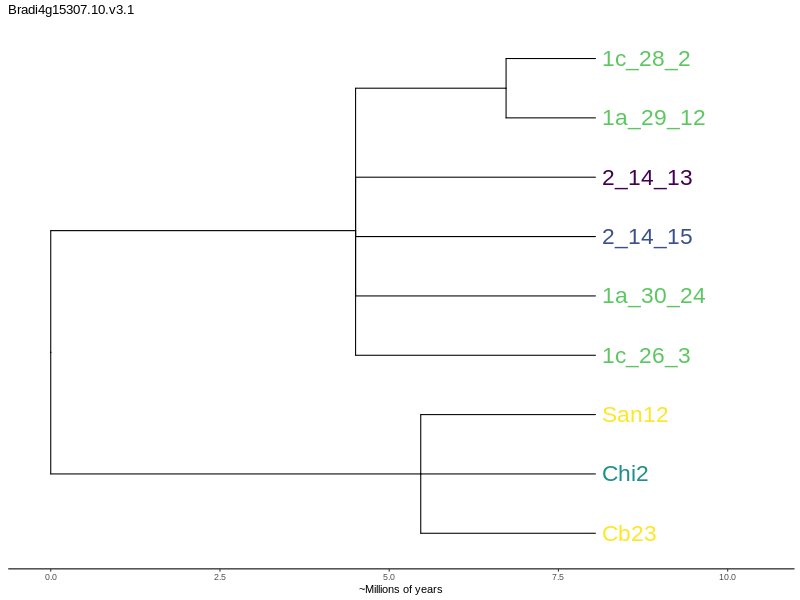 Bradi4g15307.10.v3.1
1c_28_2
1a_29_12
2_14_13
2_14_15
1a_30_24
1c_26_3
San12
Chi2
Cb23
0.0 2.5 5.0 7.5 10.0
~Millions of years